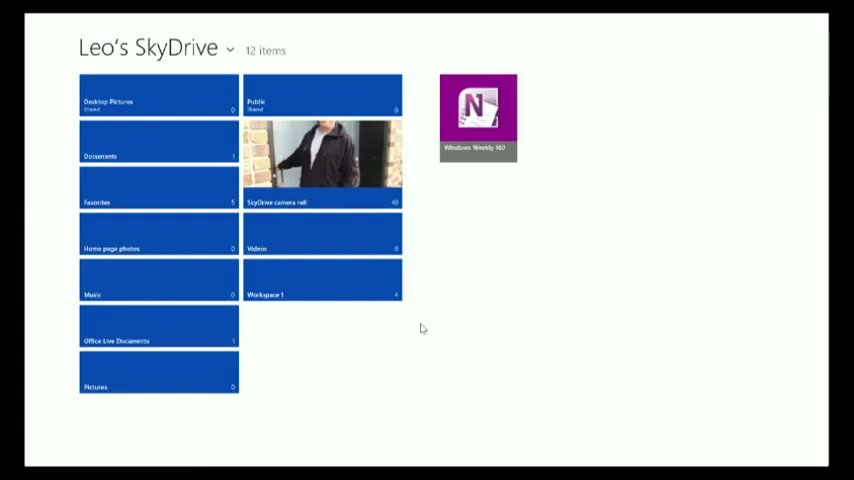 Leo's SkyDrive
12 items
Desktop Pictures
Shared
0
Documents
1
Favorites
5
Home page photos
0
Music
0
Office Live Documents
1
Pictures
0
Public
Shared
0
SkyDrive camera roll
Videos
0
Workspace 1
4
N
Windows Weekly 160